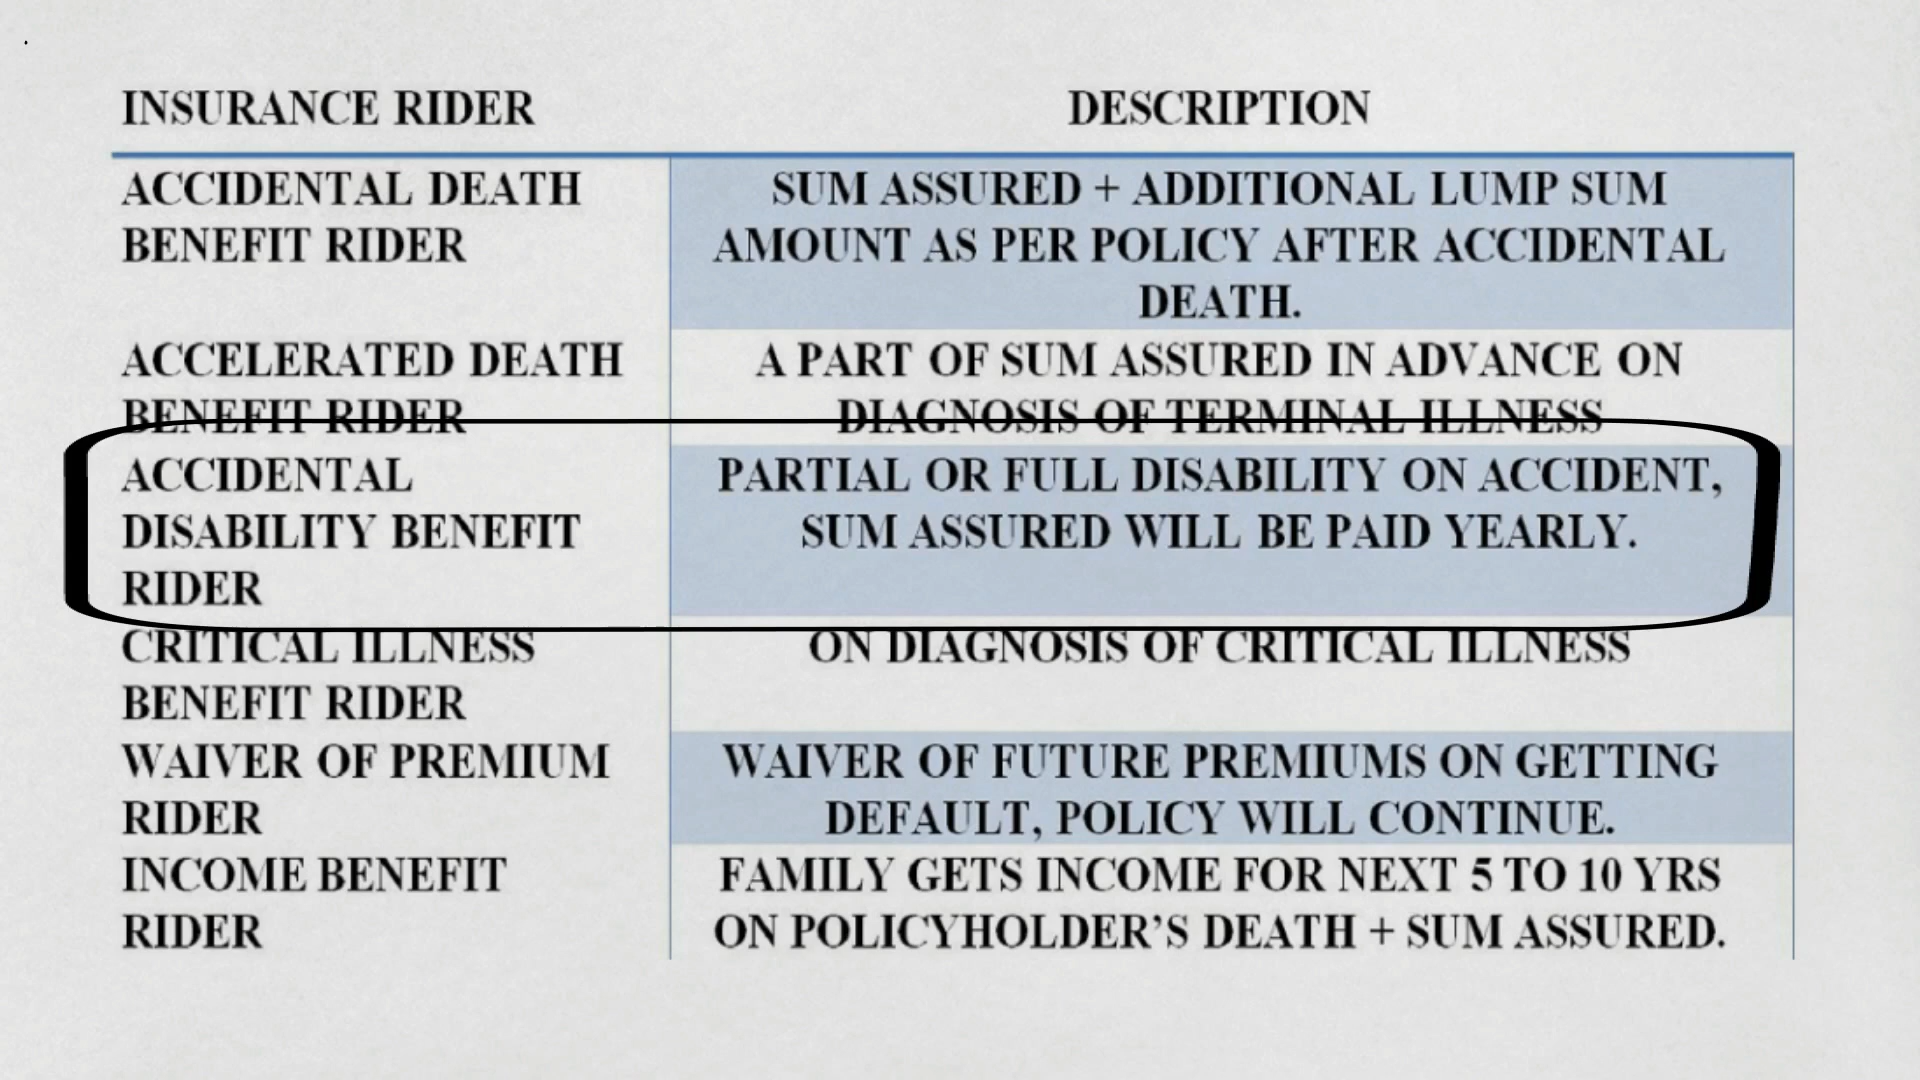 INSURANCE RIDER
DESCRIPTION
ACCIDENTAL DEATH
BENEFIT RIDER
SUM ASSURED + ADDITIONAL LUMP SUM
AMOUNT AS PER POLICY AFTER ACCIDENTAL
DEATH.
ACCELERATED DEATH
BENEFIT RIDER
A PART OF SUM ASSURED IN ADVANCE ON
DIAGNOSIS OF TERMINAL ILLNESS
ACCIDENTAL
DISABILITY BENEFIT
RIDER
PARTIAL OR FULL DISABILITY ON ACCIDENT,
SUM ASSURED WILL BE PAID YEARLY.
CRITICAL ILLNESS
BENEFIT RIDER
ON DIAGNOSIS OF CRITICAL ILLNESS
WAIVER OF PREMIUM
RIDER
WAIVER OF FUTURE PREMIUMS ON GETTING
DEFAULT, POLICY WILL CONTINUE.
INCOME BENEFIT
RIDER
FAMILY GETS INCOME FOR NEXT 5 TO 10 YRS
ON POLICYHOLDER’S DEATH + SUM ASSURED.